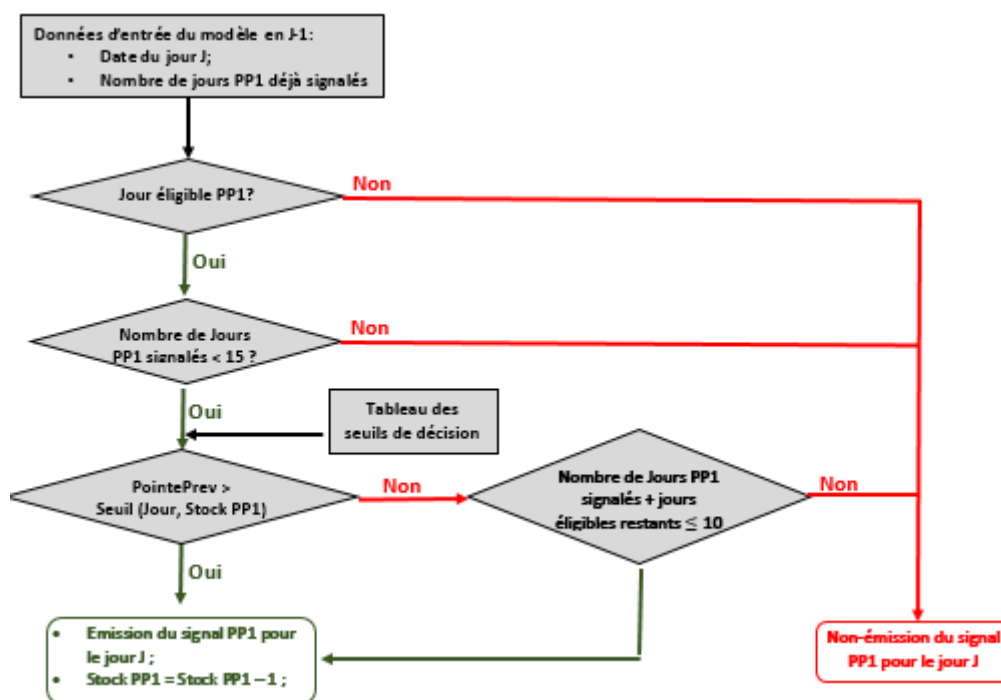 Données d'entrée du modèle en J-1:
• Date du jour J;
• Nombre de jours PP1 déjà signalés
Jour éligible PP1?
Non
Oui
Nombre de Jours
PP1 signalés < 15 ?
Non
Oui
Tableau des
seuils de décision
PointePrev >
Seuil (Jour, Stock PP1)
Non
Nombre de Jours PP1
signalés + jours
éligibles restants ≤ 10
Non
Oui
• Emission du signal PP1 pour
le jour J ;
• Stock PP1 = Stock PP1 – 1 ;
Non-émission du signal
PP1 pour le jour J